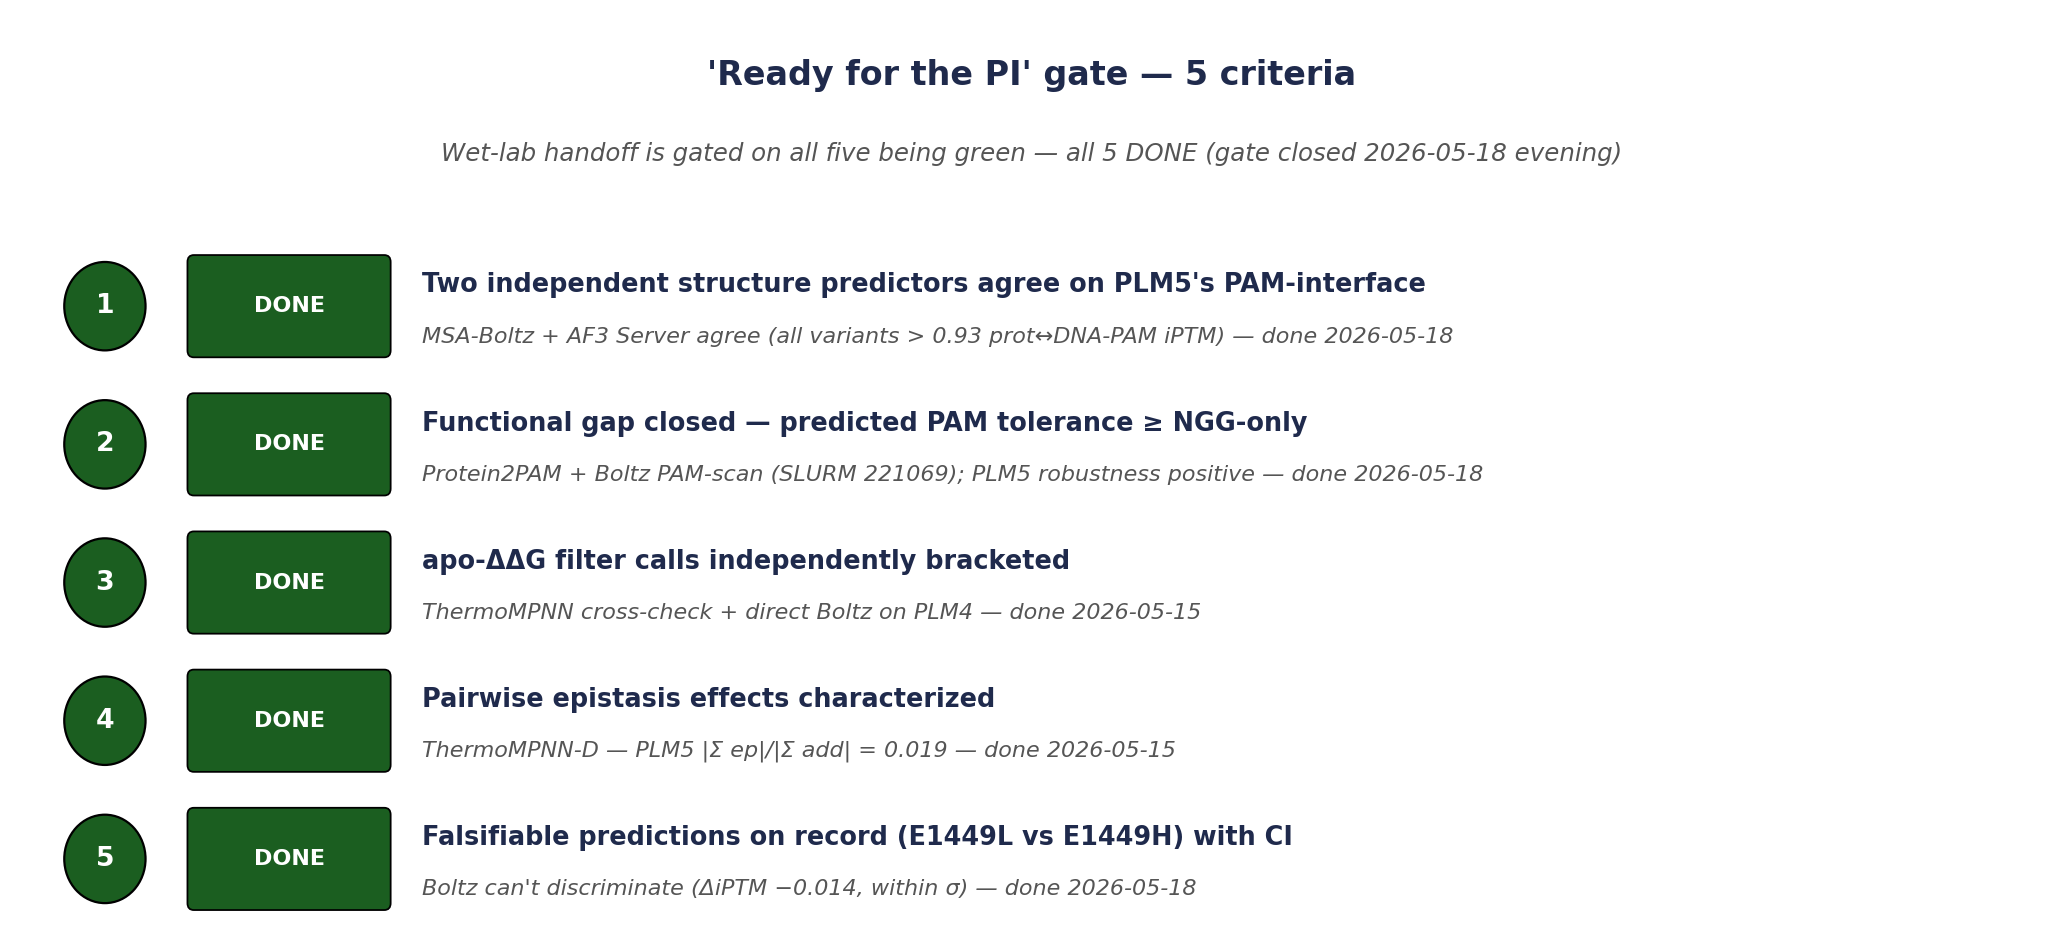 'Ready for the PI' gate — 5 criteria
Wet-lab handoff is gated on all five being green — all 5 DONE (gate closed 2026-05-18 evening)
1
DONE
Two independent structure predictors agree on PLM5's PAM-interface
MSA-Boltz + AF3 Server agree (all variants > 0.93 prot↔DNA-PAM iPTM) — done 2026-05-18
2
DONE
Functional gap closed — predicted PAM tolerance ≥ NGG-only
Protein2PAM + Boltz PAM-scan (SLURM 221069); PLM5 robustness positive — done 2026-05-18
3
DONE
apo-ΔΔG filter calls independently bracketed
ThermoMPNN cross-check + direct Boltz on PLM4 — done 2026-05-15
4
DONE
Pairwise epistasis effects characterized
ThermoMPNN-D — PLM5 |Σ ep|/|Σ add| = 0.019 — done 2026-05-15
5
DONE
Falsifiable predictions on record (E1449L vs E1449H) with CI
Boltz can't discriminate (ΔiPTM −0.014, within σ) — done 2026-05-18